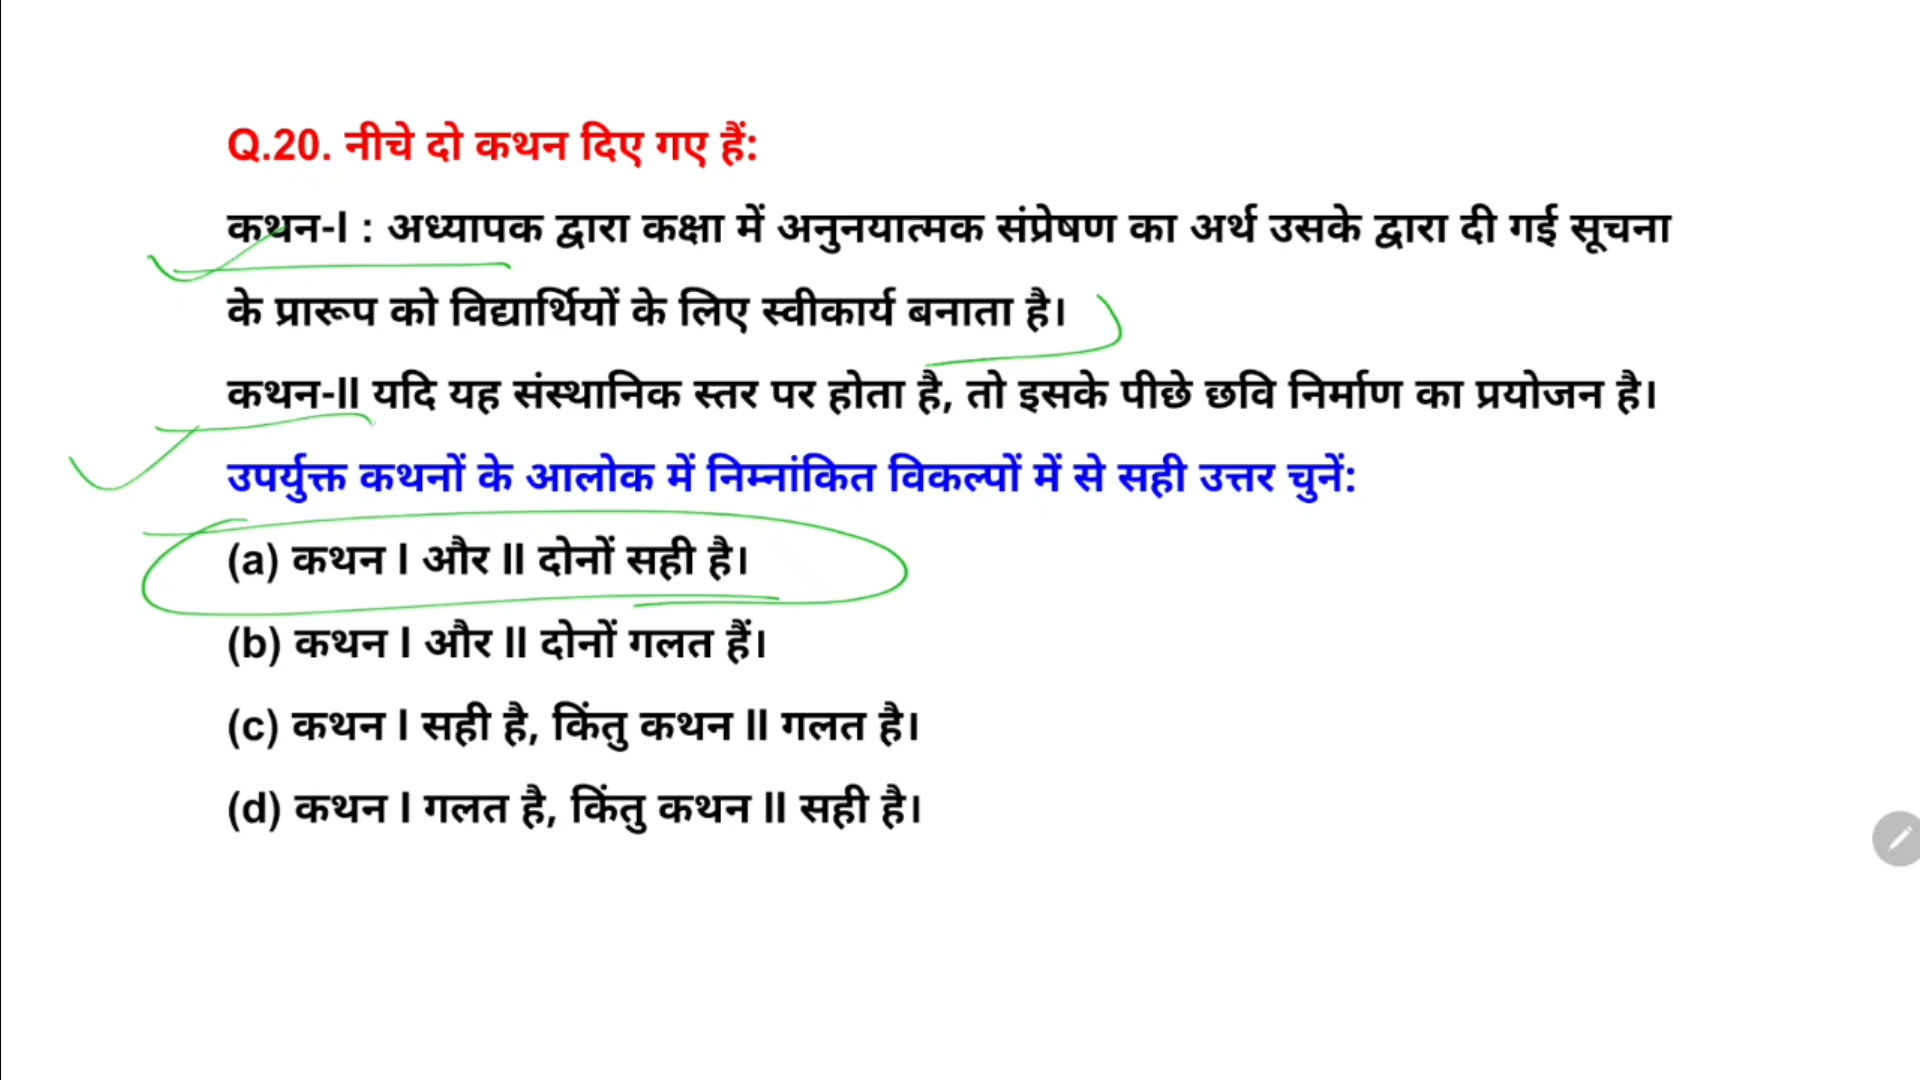 Q.20. नीचे दो कथन दिए गए हैं:
कथन-I : अध्यापक द्वारा कक्षा में अनुनयात्मक संप्रेषण का अर्थ उसके द्वारा दी गई सूचना
के प्रारूप को विद्यार्थियों के लिए स्वीकार्य बनाता है।
कथन-II यदि यह संस्थानिक स्तर पर होता है, तो इसके पीछे छवि निर्माण का प्रयोजन है।
उपर्युक्त कथनों के आलोक में निम्नांकित विकल्पों में से सही उत्तर चुनें:
(a) कथन I और II दोनों सही है।
(b) कथन I और II दोनों गलत हैं।
(c) कथन I सही है, किंतु कथन II गलत है।
(d) कथन I गलत है, किंतु कथन II सही है।